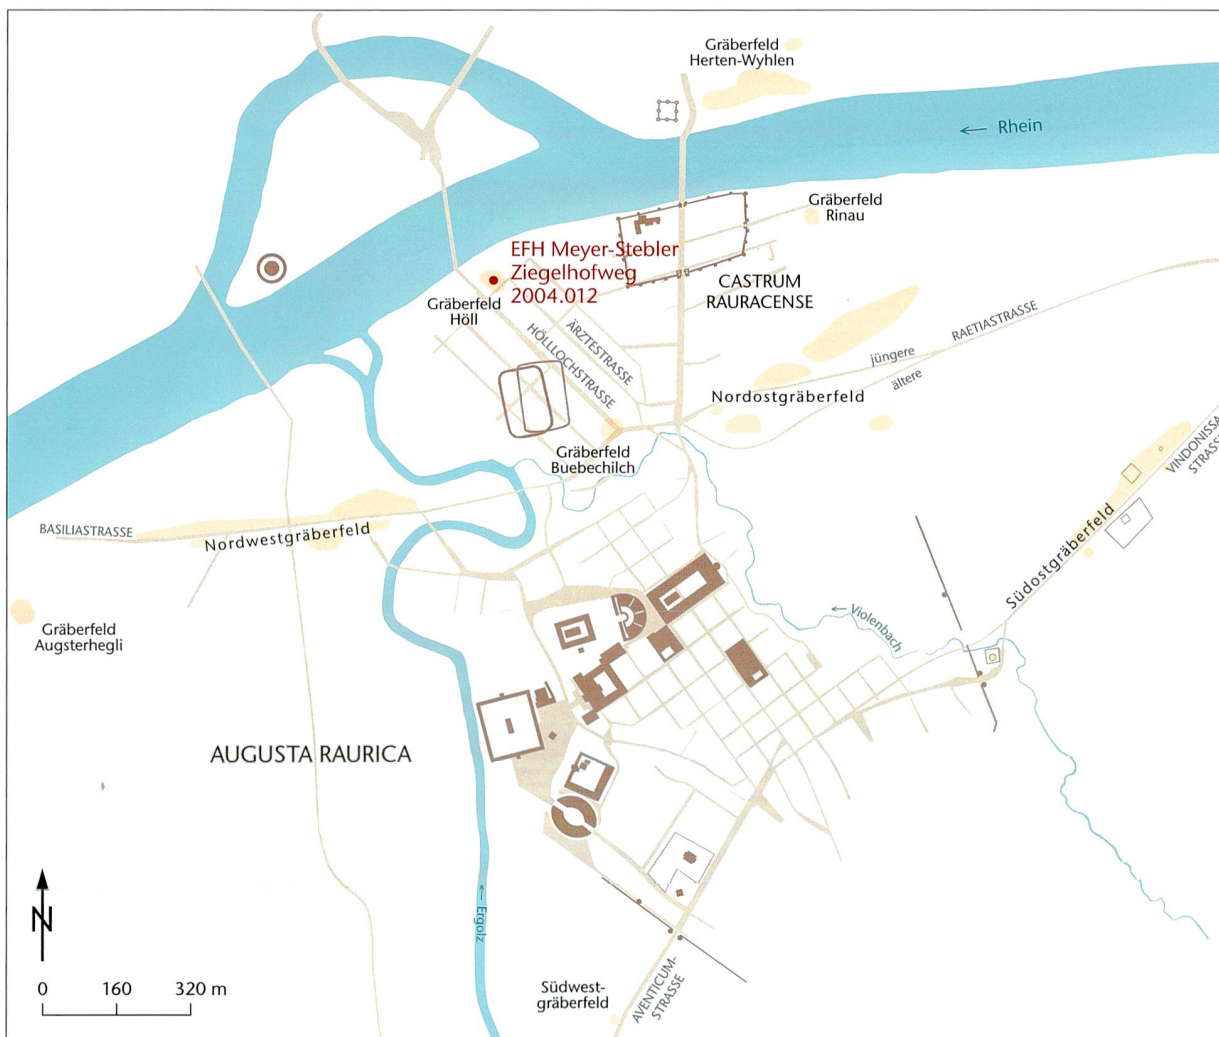 Gräberfeld
Herten-Wyhlen
← Rhein
Gräberfeld
Rinau
EFH Meyer-Stebler
Ziegelhofweg
2004.012
CASTRUM
RAURACENSE
Gräberfeld
Höll
ÄRZTESTRASSE
HÖLLLOCHSTRASSE
RAETIASTRASSE
jüngere
ältere
Nordostgräberfeld
Gräberfeld
Buebechilch
VINDONISSA
STRASSE
BASILIASTRASSE
Nordwestgräberfeld
Südostgräberfeld
Gräberfeld
Augsterhegli
← Violenbach
AUGUSTA RAURICA
← Ergolz
N
0 160 320 m
Südwest-
gräberfeld
AVENTICUM-
STRASSE